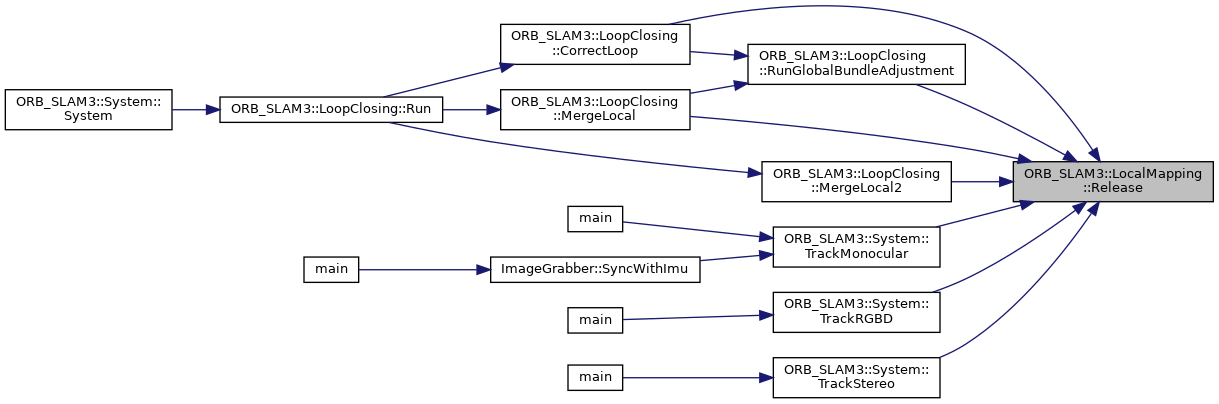 ORB_SLAM3::LoopClosing
::CorrectLoop
ORB_SLAM3::LoopClosing
::RunGlobalBundleAdjustment
ORB_SLAM3::System::
System
ORB_SLAM3::LoopClosing::Run
ORB_SLAM3::LoopClosing
::MergeLocal
ORB_SLAM3::LoopClosing
::MergeLocal2
ORB_SLAM3::LocalMapping
::Release
main
ORB_SLAM3::System::
TrackMonocular
main
ImageGrabber::SyncWithImu
main
ORB_SLAM3::System::
TrackRGBD
main
ORB_SLAM3::System::
TrackStereo